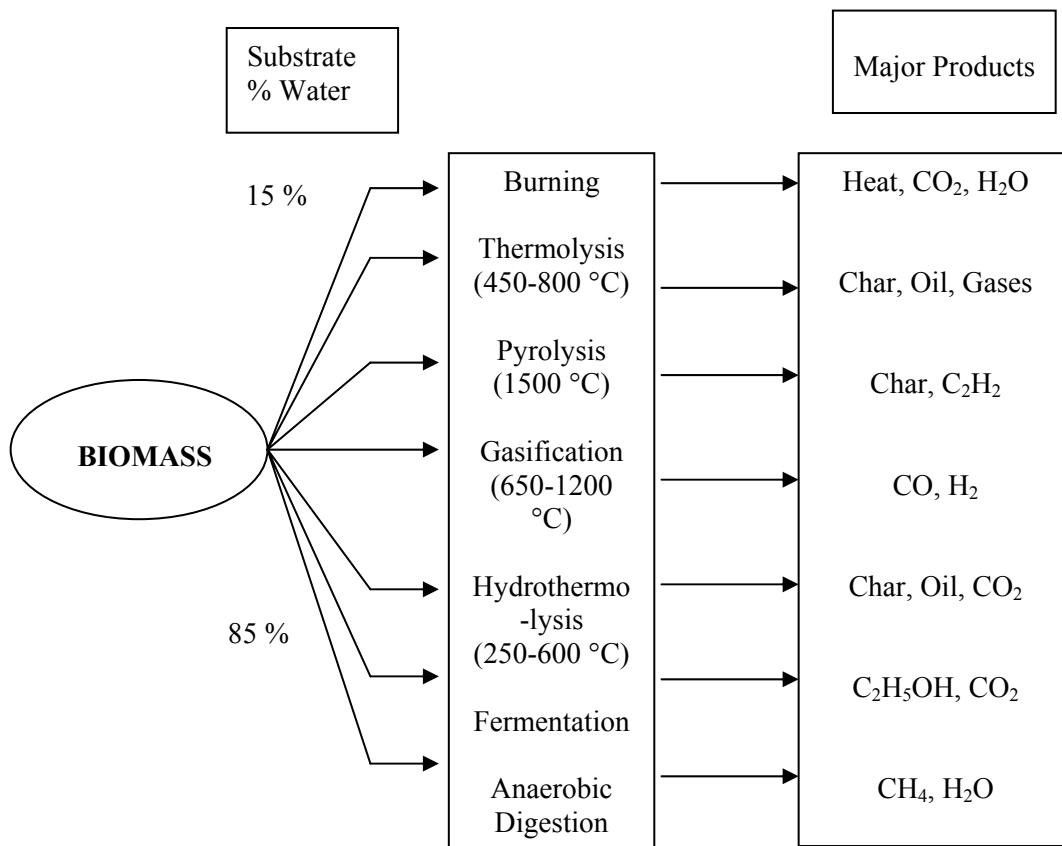 Substrate
% Water
Major Products
15 %
85 %
BIOMASS
Burning
Thermolysis
(450-800 °C)
Pyrolysis
(1500 °C)
Gasification
(650-1200
°C)
Hydrothermo
-lysis
(250-600 °C)
Fermentation
Anaerobic
Digestion
Heat, CO₂, H₂O
Char, Oil, Gases
Char, C₂H₂
CO, H₂
Char, Oil, CO₂
C₂H₅OH, CO₂
CH₄, H₂O